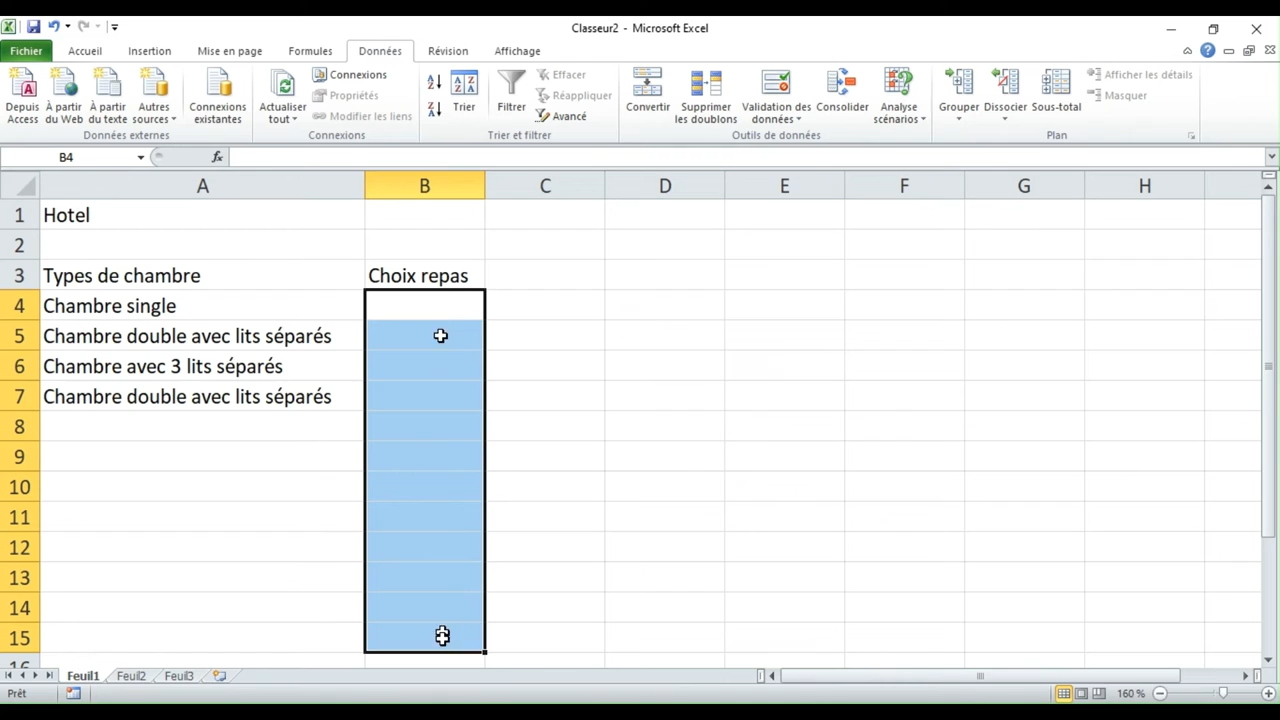 Classeur2 - Microsoft Excel
Fichier Accueil Insertion Mise en page Formules Données Révision Affichage
Depuis Access
À partir du Web
À partir du texte
Autres sources
Données externes
Connexions existantes
Actualiser tout
Connexions
Propriétés
Modifier les liens
Connexions
Trier
Filtrer
Effacer
Réappliquer
Avancé
Trier et filtrer
Convertir
Supprimer les doublons
Validation des données
Consolider
Analyse scénarios
Outils de données
Grouper
Dissocier
Sous-total
Afficher les détails
Masquer
Plan
B4 fx
A B C D E F G H
1 Hotel
2
3 Types de chambre Choix repas
4 Chambre single
5 Chambre double avec lits séparés
6 Chambre avec 3 lits séparés
7 Chambre double avec lits séparés
8
9
10
11
12
13
14
15
16
Feuil1 Feuil2 Feuil3
Prêt 160 %